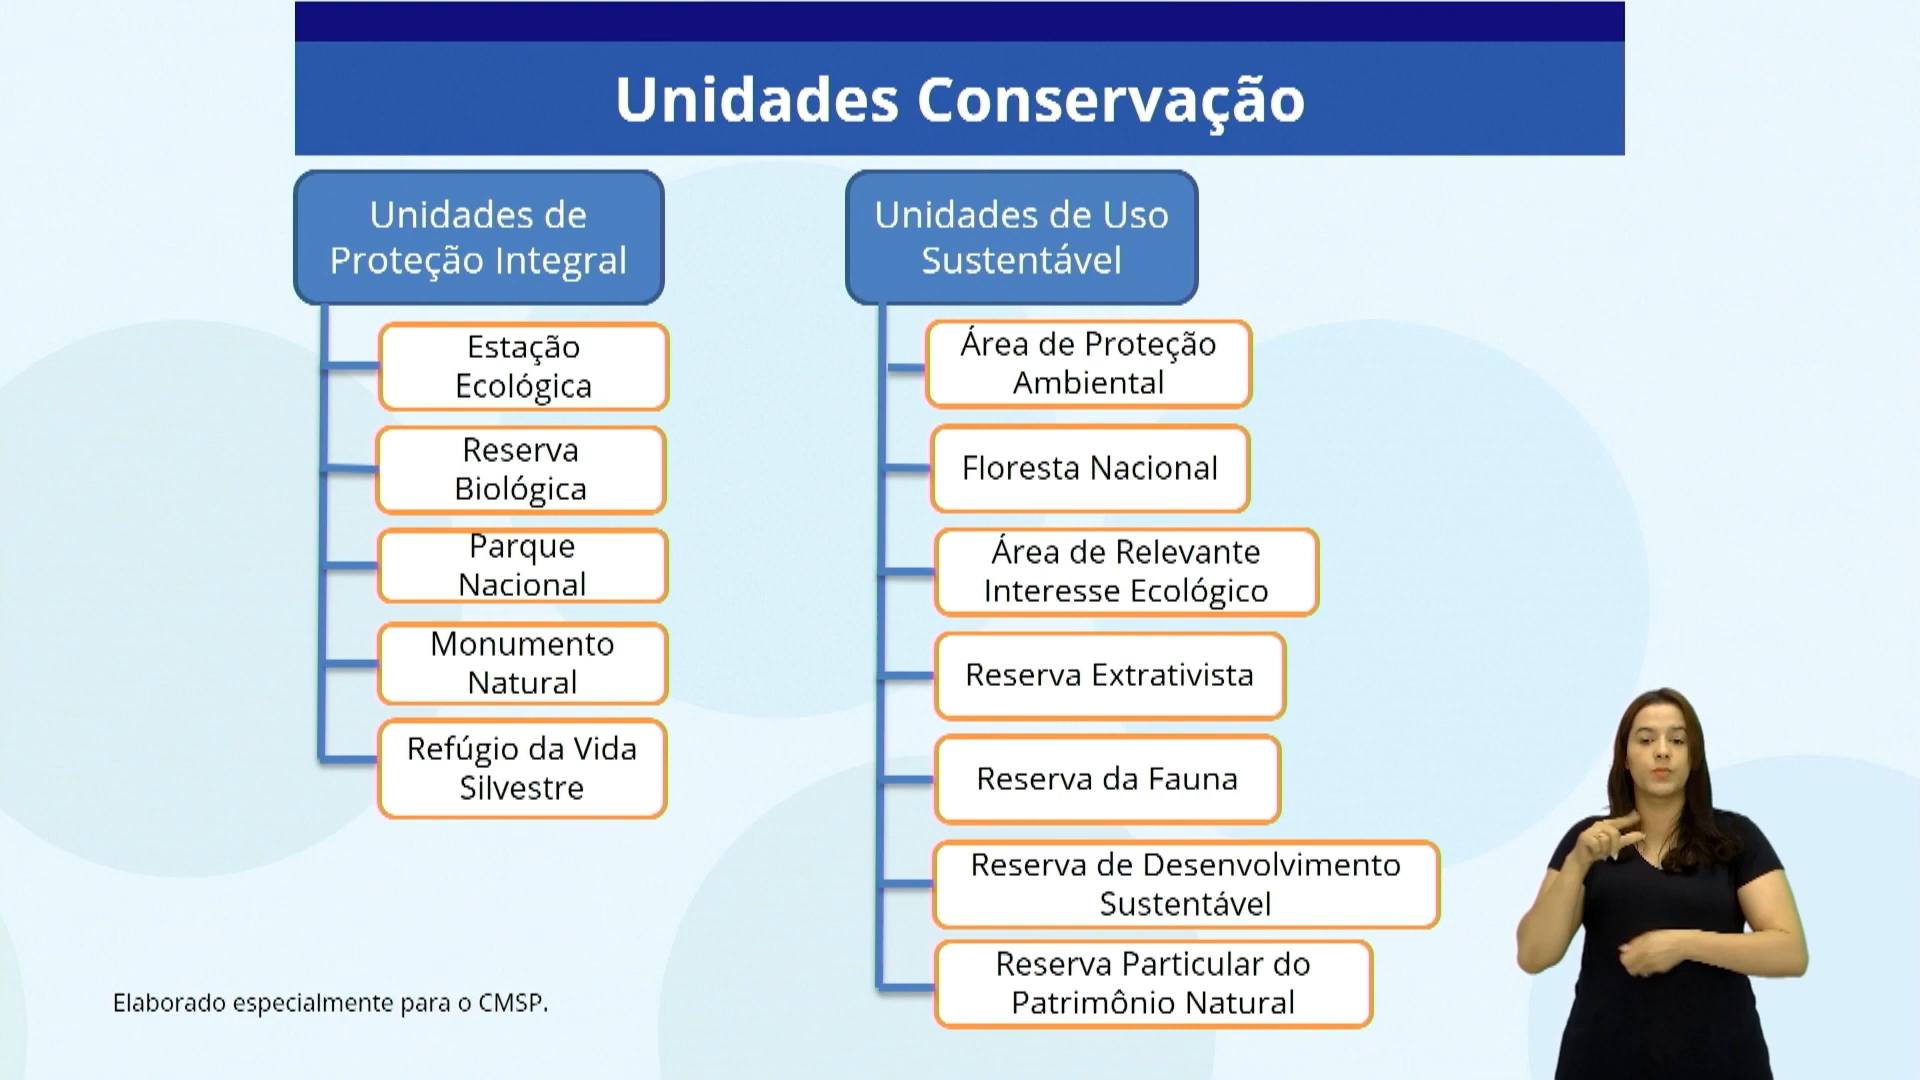 Unidades Conservação
Unidades de
Proteção Integral
Estação
Ecológica
Reserva
Biológica
Parque
Nacional
Monumento
Natural
Refúgio da Vida
Silvestre
Unidades de Uso
Sustentável
Área de Proteção
Ambiental
Floresta Nacional
Área de Relevante
Interesse Ecológico
Reserva Extrativista
Reserva da Fauna
Reserva de Desenvolvimento
Sustentável
Reserva Particular do
Patrimônio Natural
Elaborado especialmente para o CMSP.